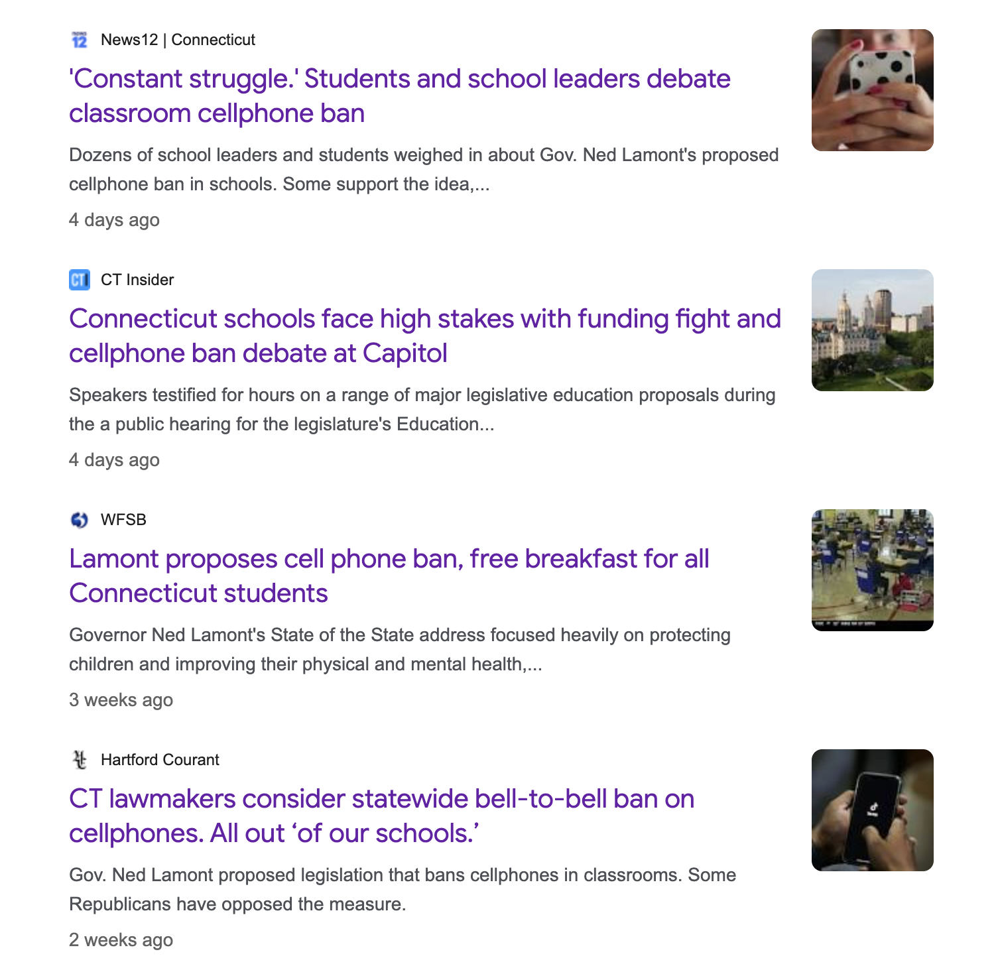 News12 | Connecticut
'Constant struggle.' Students and school leaders debate
classroom cellphone ban
Dozens of school leaders and students weighed in about Gov. Ned Lamont's proposed
cellphone ban in schools. Some support the idea,...
4 days ago
CTI
CT Insider
Connecticut schools face high stakes with funding fight and
cellphone ban debate at Capitol
Speakers testified for hours on a range of major legislative education proposals during
the a public hearing for the legislature's Education...
4 days ago
WFSB
Lamont proposes cell phone ban, free breakfast for all
Connecticut students
Governor Ned Lamont's State of the State address focused heavily on protecting
children and improving their physical and mental health,...
3 weeks ago
Hartford Courant
CT lawmakers consider statewide bell-to-bell ban on
cellphones. All out ‘of our schools.’
Gov. Ned Lamont proposed legislation that bans cellphones in classrooms. Some
Republicans have opposed the measure.
2 weeks ago